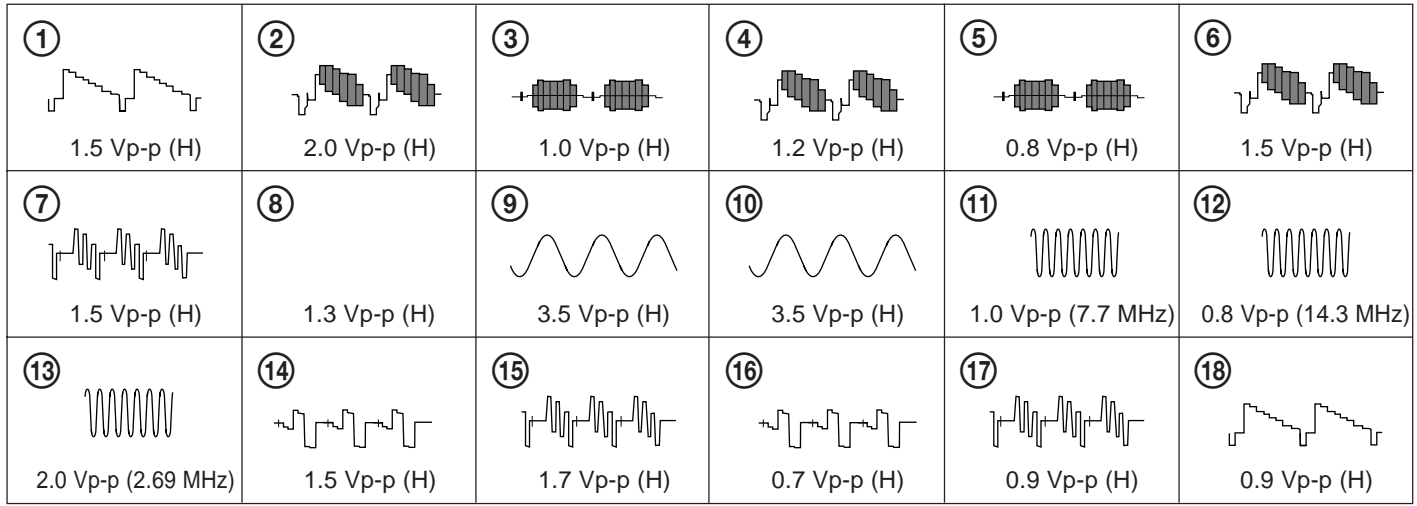 ① ② ③ ④ ⑤ ⑥
1.5 Vp-p (H) 2.0 Vp-p (H) 1.0 Vp-p (H) 1.2 Vp-p (H) 0.8 Vp-p (H) 1.5 Vp-p (H)
⑦ ⑧ ⑨ ⑩ ⑪ ⑫
1.5 Vp-p (H) 1.3 Vp-p (H) 3.5 Vp-p (H) 3.5 Vp-p (H) 1.0 Vp-p (7.7 MHz) 0.8 Vp-p (14.3 MHz)
⑬ ⑭ ⑮ ⑯ ⑰ ⑱
2.0 Vp-p (2.69 MHz) 1.5 Vp-p (H) 1.7 Vp-p (H) 0.7 Vp-p (H) 0.9 Vp-p (H) 0.9 Vp-p (H)